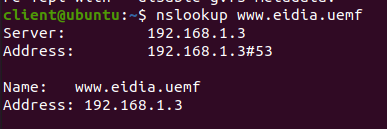 client@ubuntu:~$ nslookup www.eidia.uemf
Server: 192.168.1.3
Address: 192.168.1.3#53
Name: www.eidia.uemf
Address: 192.168.1.3